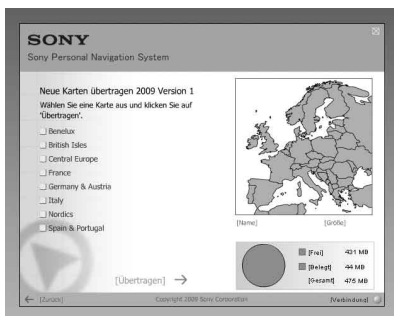 SONY
Sony Personal Navigation System
Neue Karten übertragen 2009 Version 1
Wählen Sie eine Karte aus und klicken Sie auf
'Übertragen'.
Benelux
British Isles
Central Europe
France
Germany & Austria
Italy
Nordics
Spain & Portugal
[Name] [Größe]
[Frei] 431 MB
[Belegt] 44 MB
[Gesamt] 475 MB
[Übertragen]
[Zurück] Copyright 2009 Sony Corporation [Verbindung]